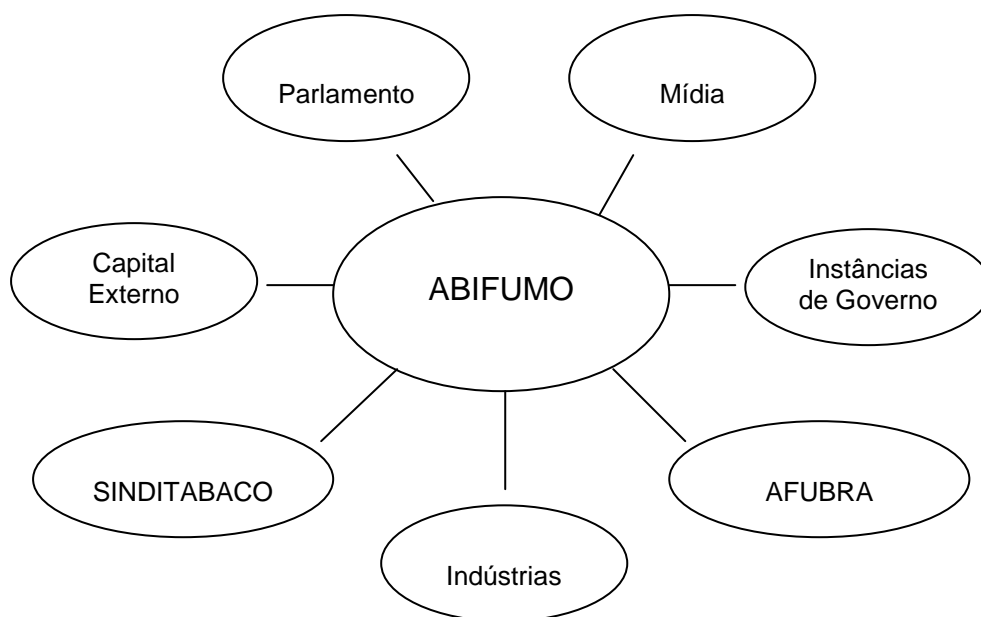 Parlamento
Mídia
Capital
Externo
ABIFUMO
Instâncias
de Governo
SINDITABACO
AFUBRA
Indústrias